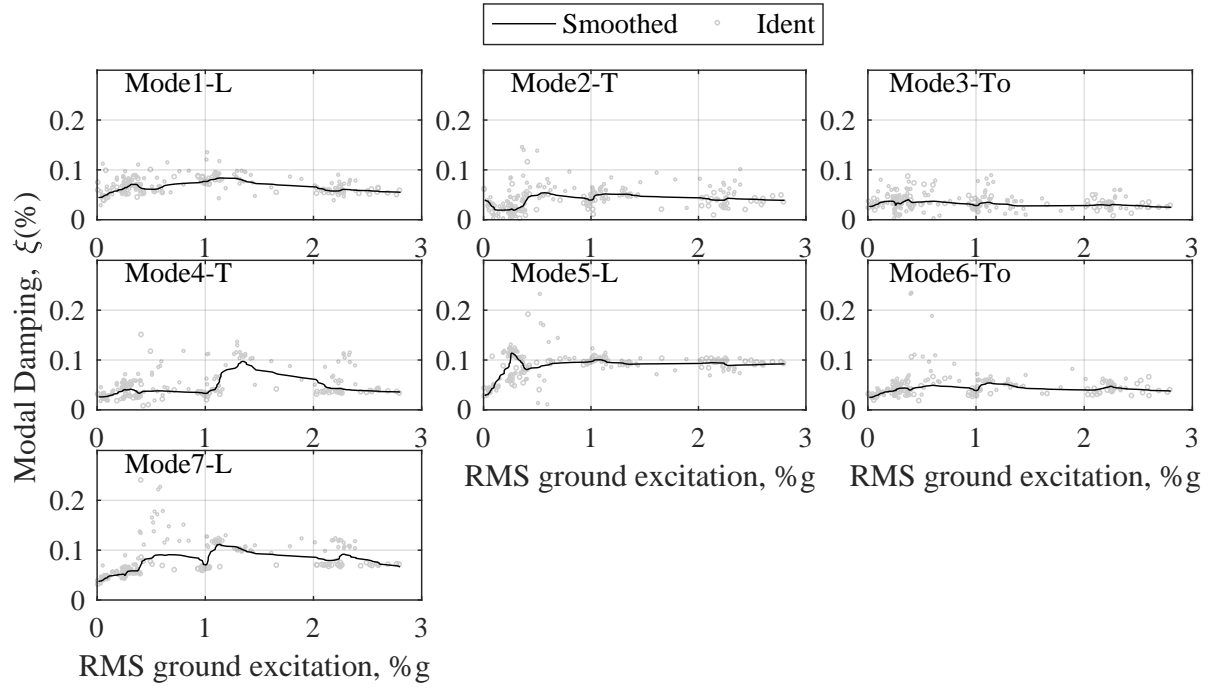 Smoothed Ident
Mode1-L Mode2-T Mode3-To
0.2 0.2 0.2
0.1 0.1 0.1
0 0 0
0 1 2 3 0 1 2 3 0 1 2 3
Mode4-T Mode5-L Mode6-To
0.2 0.2 0.2
0.1 0.1 0.1
0 0 0
0 1 2 3 0 1 2 3 0 1 2 3
Modal Damping, ξ(%)
Mode7-L RMS ground excitation, %g RMS ground excitation, %g
0.2
0.1
0
0 1 2 3
RMS ground excitation, %g